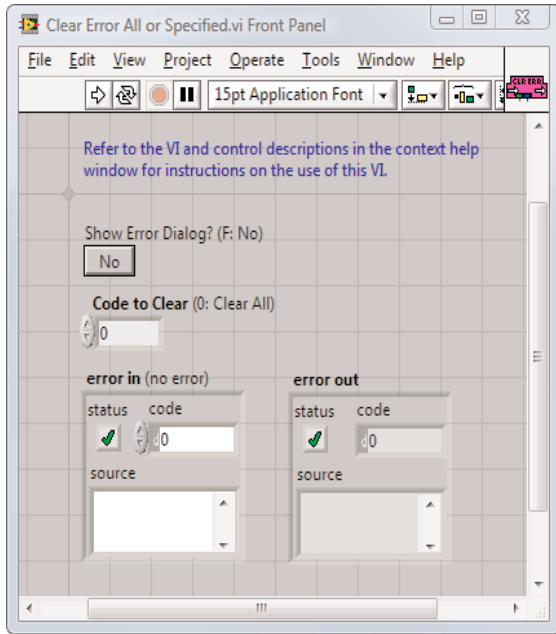 Clear Error All or Specified.vi Front Panel
File Edit View Project Operate Tools Window Help
15pt Application Font
CLR ERR
Refer to the VI and control descriptions in the context help
window for instructions on the use of this VI.
Show Error Dialog? (F: No)
No
Code to Clear (0: Clear All)
0
error in (no error)
error out
status code
status code
d 0
d 0
source
source